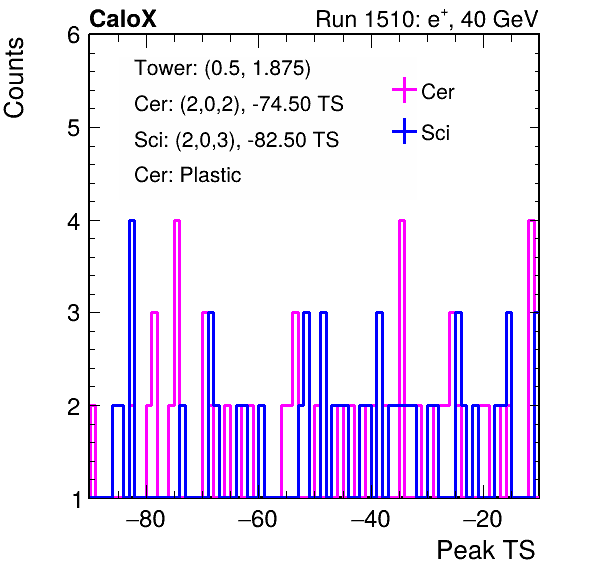 CaloX Run 1510: e⁺, 40 GeV
Counts
6
5
4
3
2
1
Tower: (0.5, 1.875)
Cer: (2,0,2), -74.50 TS
Sci: (2,0,3), -82.50 TS
Cer: Plastic
Cer
Sci
−80 −60 −40 −20
Peak TS